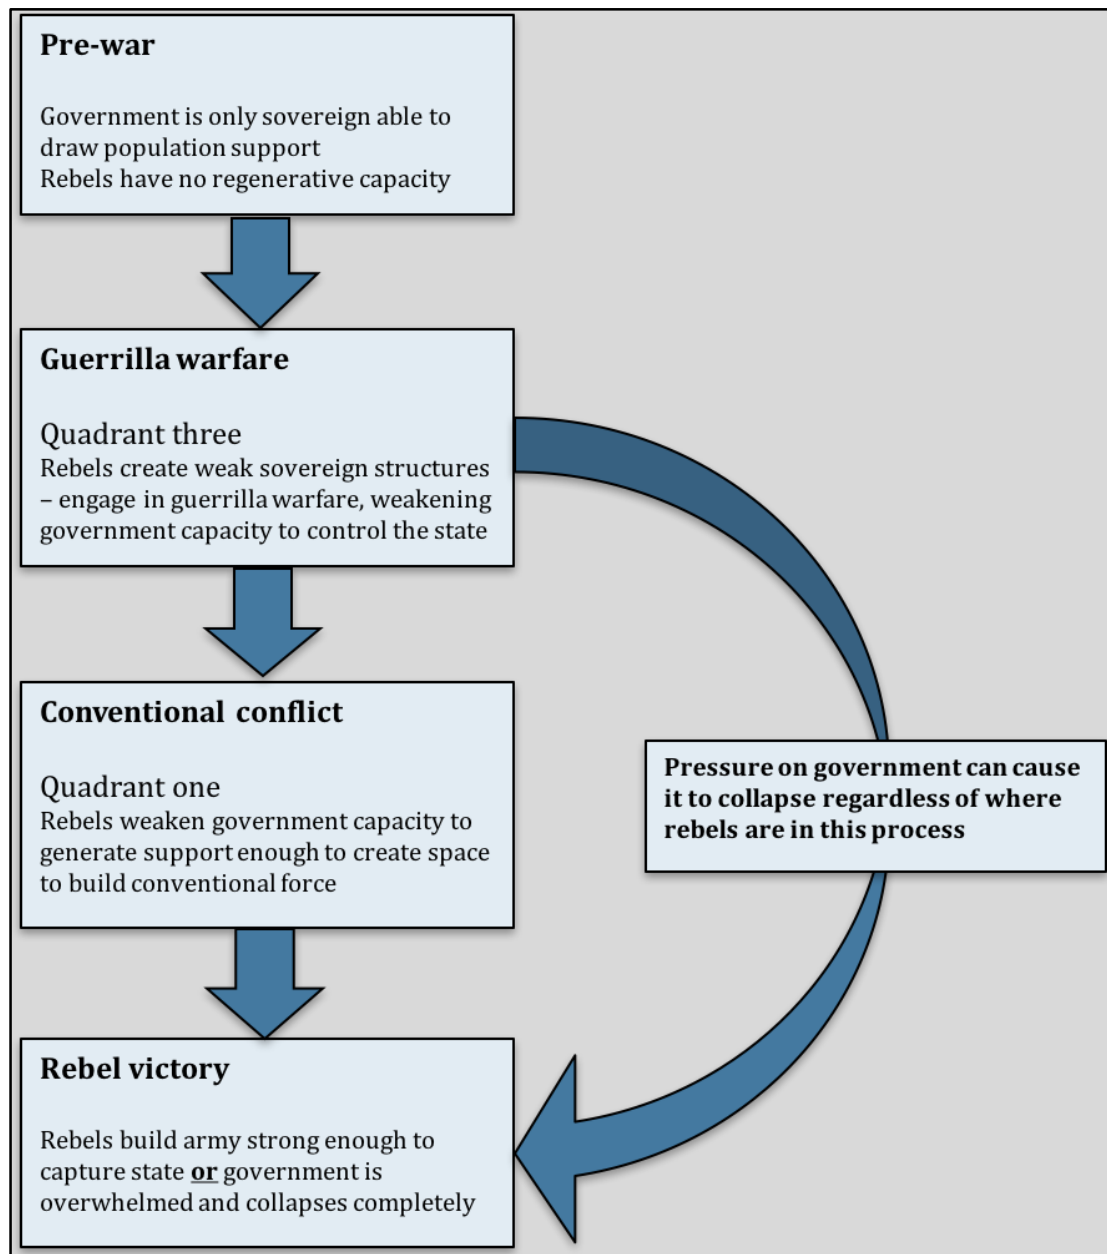 Pre-war
Government is only sovereign able to
draw population support
Rebels have no regenerative capacity
Guerrilla warfare
Quadrant three
Rebels create weak sovereign structures
– engage in guerrilla warfare, weakening
government capacity to control the state
Conventional conflict
Quadrant one
Rebels weaken government capacity to
generate support enough to create space
to build conventional force
Pressure on government can cause
it to collapse regardless of where
rebels are in this process
Rebel victory
Rebels build army strong enough to
capture state or government is
overwhelmed and collapses completely